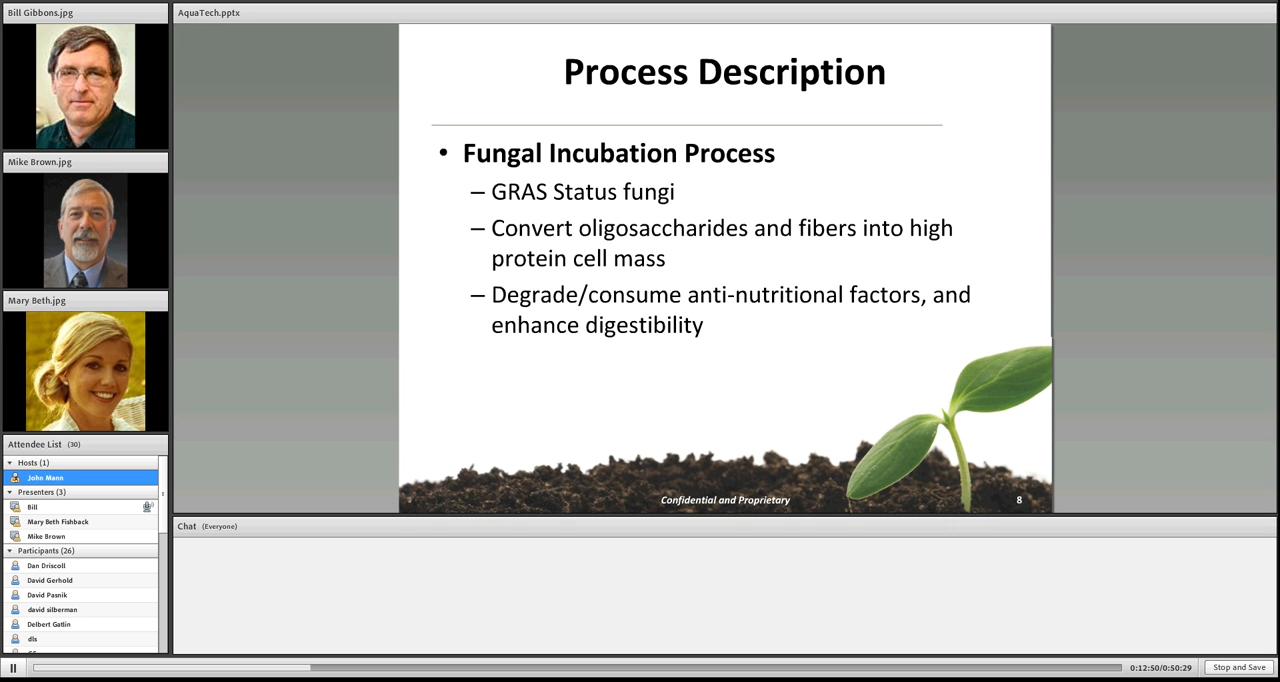 Bill Gibbons.jpg
Mike Brown.jpg
Mary Beth.jpg
Attendee List (30)
Hosts (1)
John Mann
Presenters (3)
Bill
Mary Beth Fishback
Mike Brown
Participants (26)
Dan Driscoll
David Gerhold
David Pasnik
david silberman
Delbert Gatlin
dls
AquaTech.pptx
Process Description
• Fungal Incubation Process
– GRAS Status fungi
– Convert oligosaccharides and fibers into high
protein cell mass
– Degrade/consume anti-nutritional factors, and
enhance digestibility
Confidential and Proprietary
8
Chat (Everyone)
0:12:50/0:50:29
Stop and Save